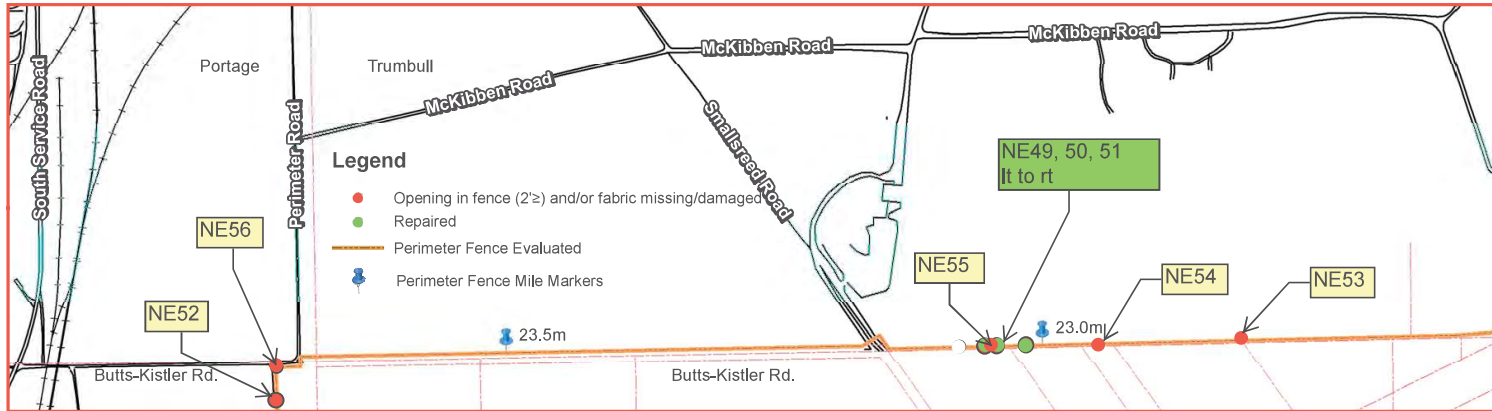 McKibben Road
McKibben Road
Portage
Trumbull
South Service Road
Perimeter Road
McKibben Road
Smallsreed Road
Legend
Opening in fence (2'≥) and/or fabric missing/damaged
Repaired
Perimeter Fence Evaluated
Perimeter Fence Mile Markers
NE49, 50, 51
lt to rt
NE56
NE52
NE55
NE54
NE53
23.5m
23.0m
Butts-Kistler Rd.
Butts-Kistler Rd.